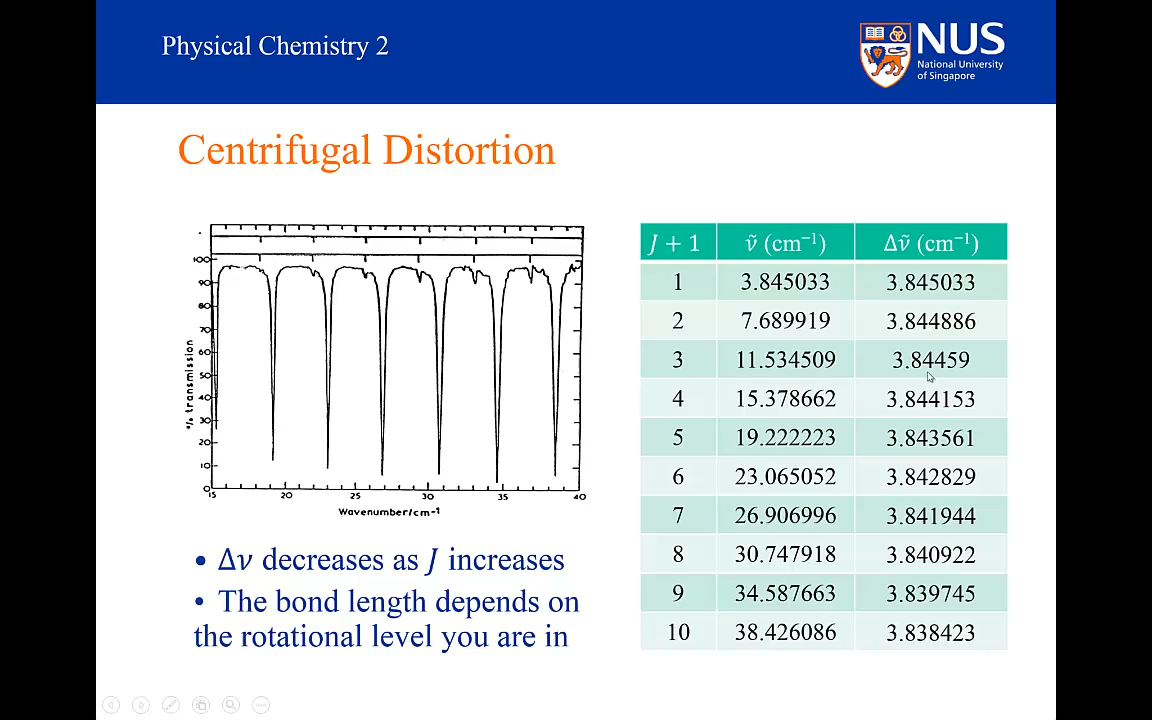 Physical Chemistry 2
NUS
National University
of Singapore
Centrifugal Distortion
100
90
80
70
60
50
40
30
20
10
0
% transmission
15 20 25 30 35 40
Wavenumber/cm⁻¹
• Δν decreases as J increases
• The bond length depends on
the rotational level you are in
J + 1 ν̃ (cm⁻¹) Δν̃ (cm⁻¹)
1 3.845033 3.845033
2 7.689919 3.844886
3 11.534509 3.84459
4 15.378662 3.844153
5 19.222223 3.843561
6 23.065052 3.842829
7 26.906996 3.841944
8 30.747918 3.840922
9 34.587663 3.839745
10 38.426086 3.838423